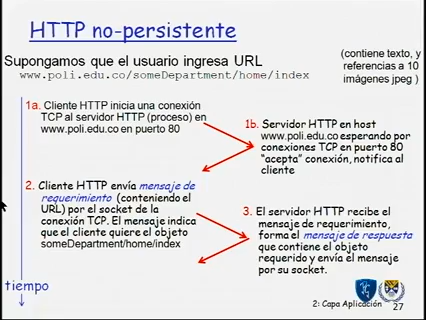 HTTP no-persistente
Supongamos que el usuario ingresa URL
www.poli.edu.co/someDepartment/home/index
(contiene texto, y
referencias a 10
imágenes jpeg )
1a. Cliente HTTP inicia una conexión
TCP al servidor HTTP (proceso) en
www.poli.edu.co en puerto 80
1b. Servidor HTTP en host
www.poli.edu.co esperando por
conexiones TCP en puerto 80
"acepta" conexión, notifica al
cliente
2. Cliente HTTP envía mensaje de
requerimiento (conteniendo el
URL) por el socket de la
conexión TCP. El mensaje indica
que el cliente quiere el objeto
someDepartment/home/index
3. El servidor HTTP recibe el
mensaje de requerimiento,
forma el mensaje de respuesta
que contiene el objeto
requerido y envía el mensaje
por su socket.
tiempo
2: Capa Aplicación
27